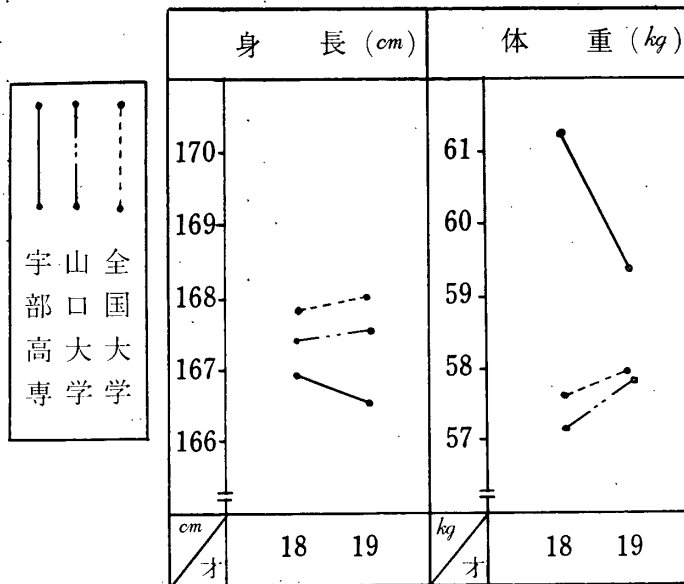 宇部高専
山口大学
全国大学
身 長 (cm)
170
169
168
167
166
cm
才
18 19
体 重 (kg)
61
60
59
58
57
kg
才
18 19